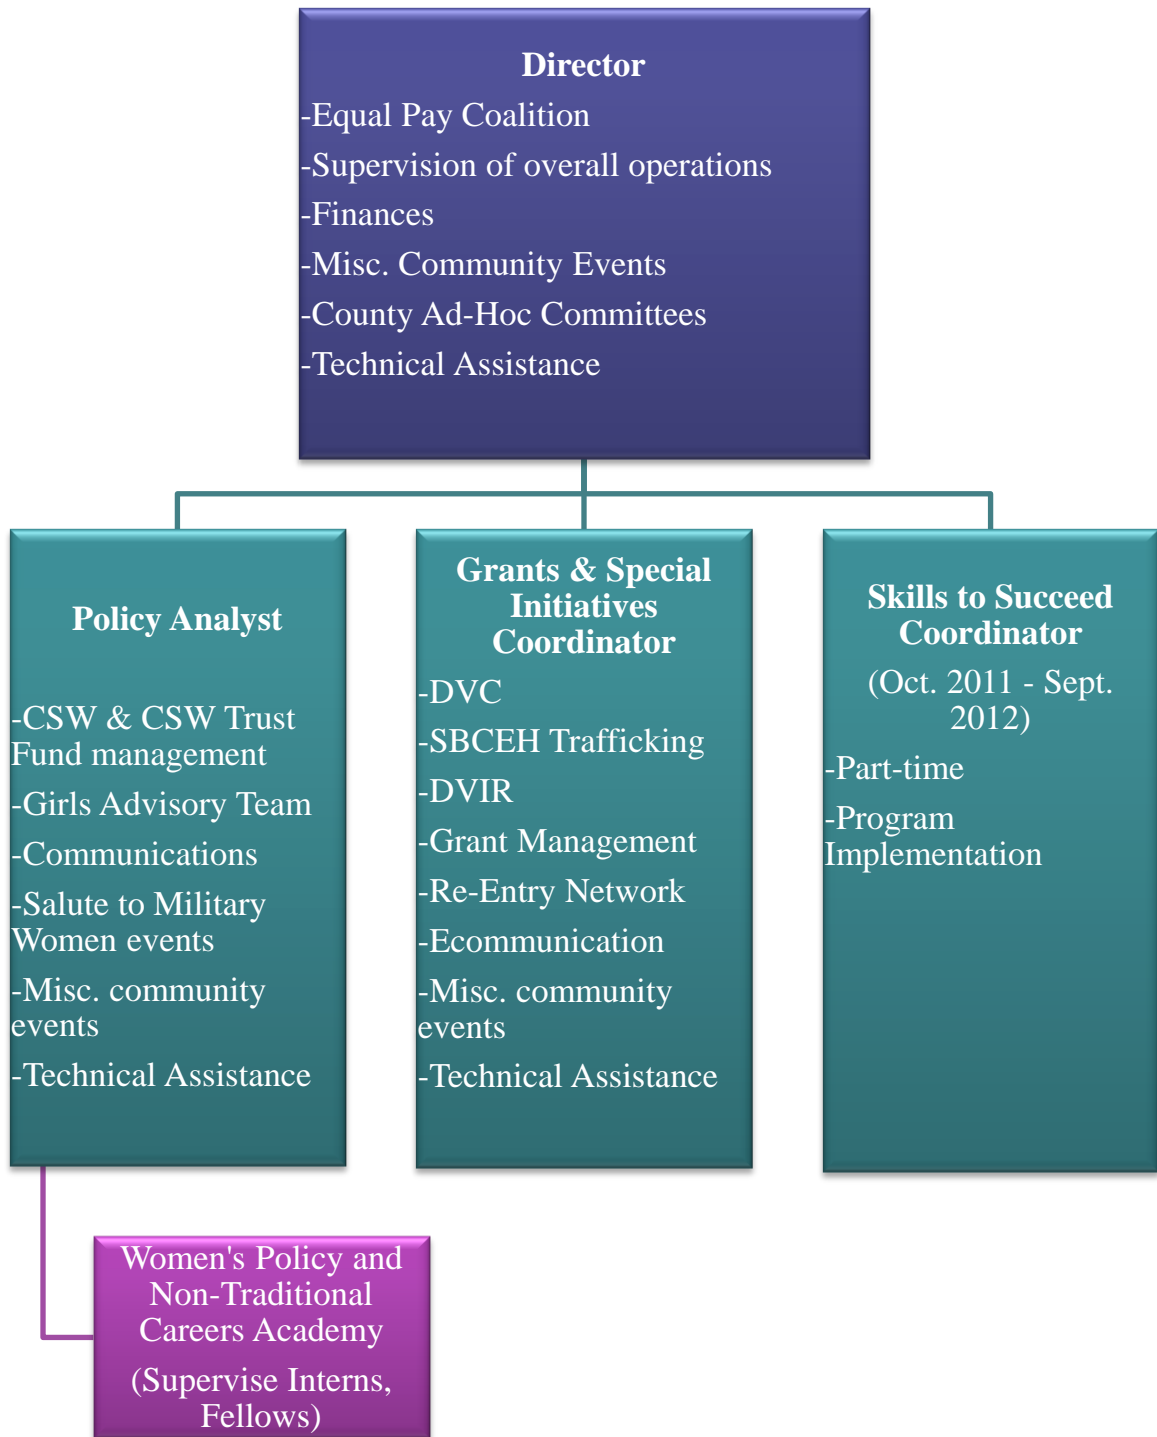 Director
-Equal Pay Coalition
-Supervision of overall operations
-Finances
-Misc. Community Events
-County Ad-Hoc Committees
-Technical Assistance
Policy Analyst
-CSW & CSW Trust
Fund management
-Girls Advisory Team
-Communications
-Salute to Military
Women events
-Misc. community
events
-Technical Assistance
Grants & Special
Initiatives
Coordinator
-DVC
-SBCEH Trafficking
-DVIR
-Grant Management
-Re-Entry Network
-Ecommunication
-Misc. community
events
-Technical Assistance
Skills to Succeed
Coordinator
(Oct. 2011 - Sept.
2012)
-Part-time
-Program
Implementation
Women's Policy and
Non-Traditional
Careers Academy
(Supervise Interns,
Fellows)